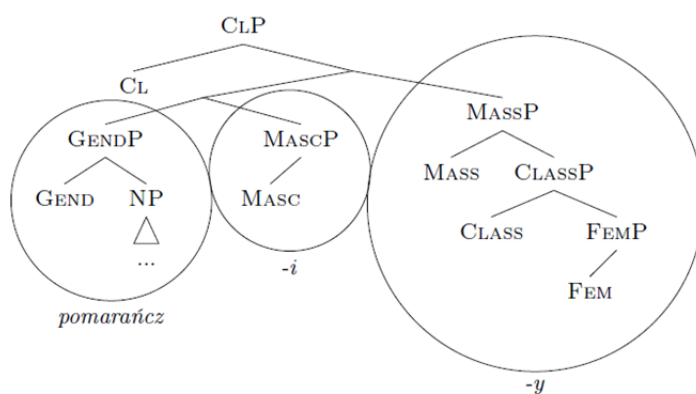 CLP
CL
MASSP
GENDP MASCP
MASS CLASSP
GEND NP MASC
CLASS FEMP
...
-i
FEM
pomarańcz
-y